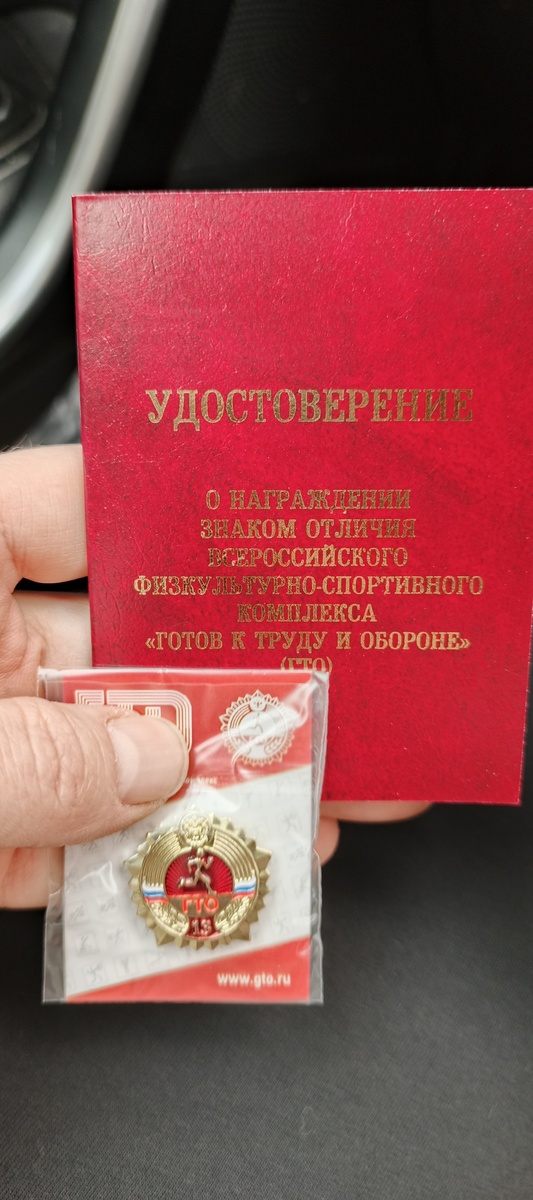 УДОСТОВЕРЕНИЕ
О НАГРАЖДЕНИИ
ЗНАКОМ ОТЛИЧИЯ
ВСЕРОССИЙСКОГО
ФИЗКУЛЬТУРНО-СПОРТИВНОГО
КОМПЛЕКСА
«ГОТОВ К ТРУДУ И ОБОРОНЕ»
(ГТО)
ГТО
13
www.gto.ru